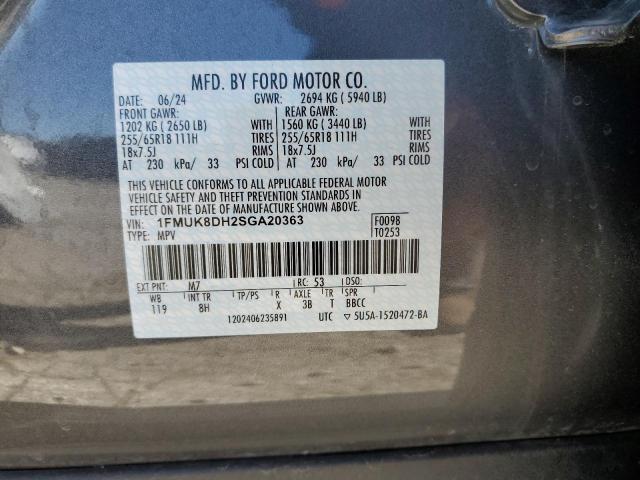 MFD. BY FORD MOTOR CO.
DATE: 06/24 GVWR: 2694 KG ( 5940 LB)
FRONT GAWR: REAR GAWR:
1202 KG ( 2650 LB) WITH 1560 KG ( 3440 LB) WITH
255/65R18 111H TIRES 255/65R18 111H TIRES
18x7.5J RIMS 18x7.5J RIMS
AT 230 kPa/ 33 PSI COLD AT 230 kPa/ 33 PSI COLD
THIS VEHICLE CONFORMS TO ALL APPLICABLE FEDERAL MOTOR
VEHICLE SAFETY AND THEFT PREVENTION STANDARDS IN
EFFECT ON THE DATE OF MANUFACTURE SHOWN ABOVE.
VIN: 1FMUK8DH2SGA20363 F0098
TYPE: MPV T0253
EXT PNT: M7 RC: 53 DSO:
WB INT TR TP/PS R AXLE TR SPR
119 8H X 3B T BBCC
1202406235891 UTC ▽ 5U5A-1520472-BA